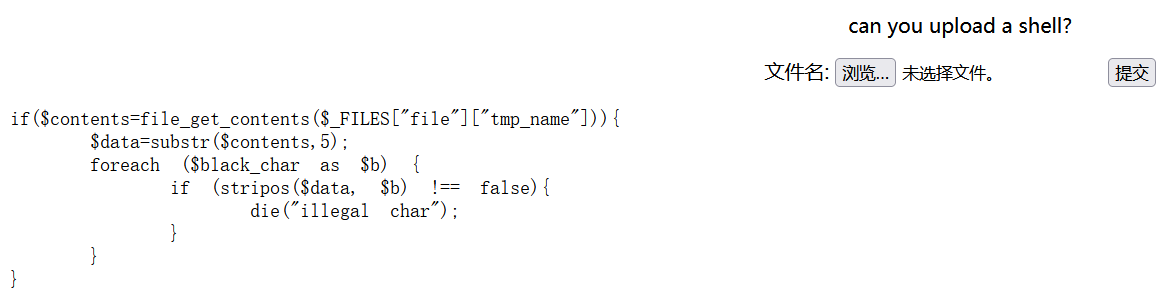 can you upload a shell?
文件名: 浏览... 未选择文件。 提交
if($contents=file_get_contents($_FILES["file"]["tmp_name"])){
$data=substr($contents,5);
foreach ($black_char as $b) {
if (stripos($data, $b) !== false){
die("illegal char");
}
}
}